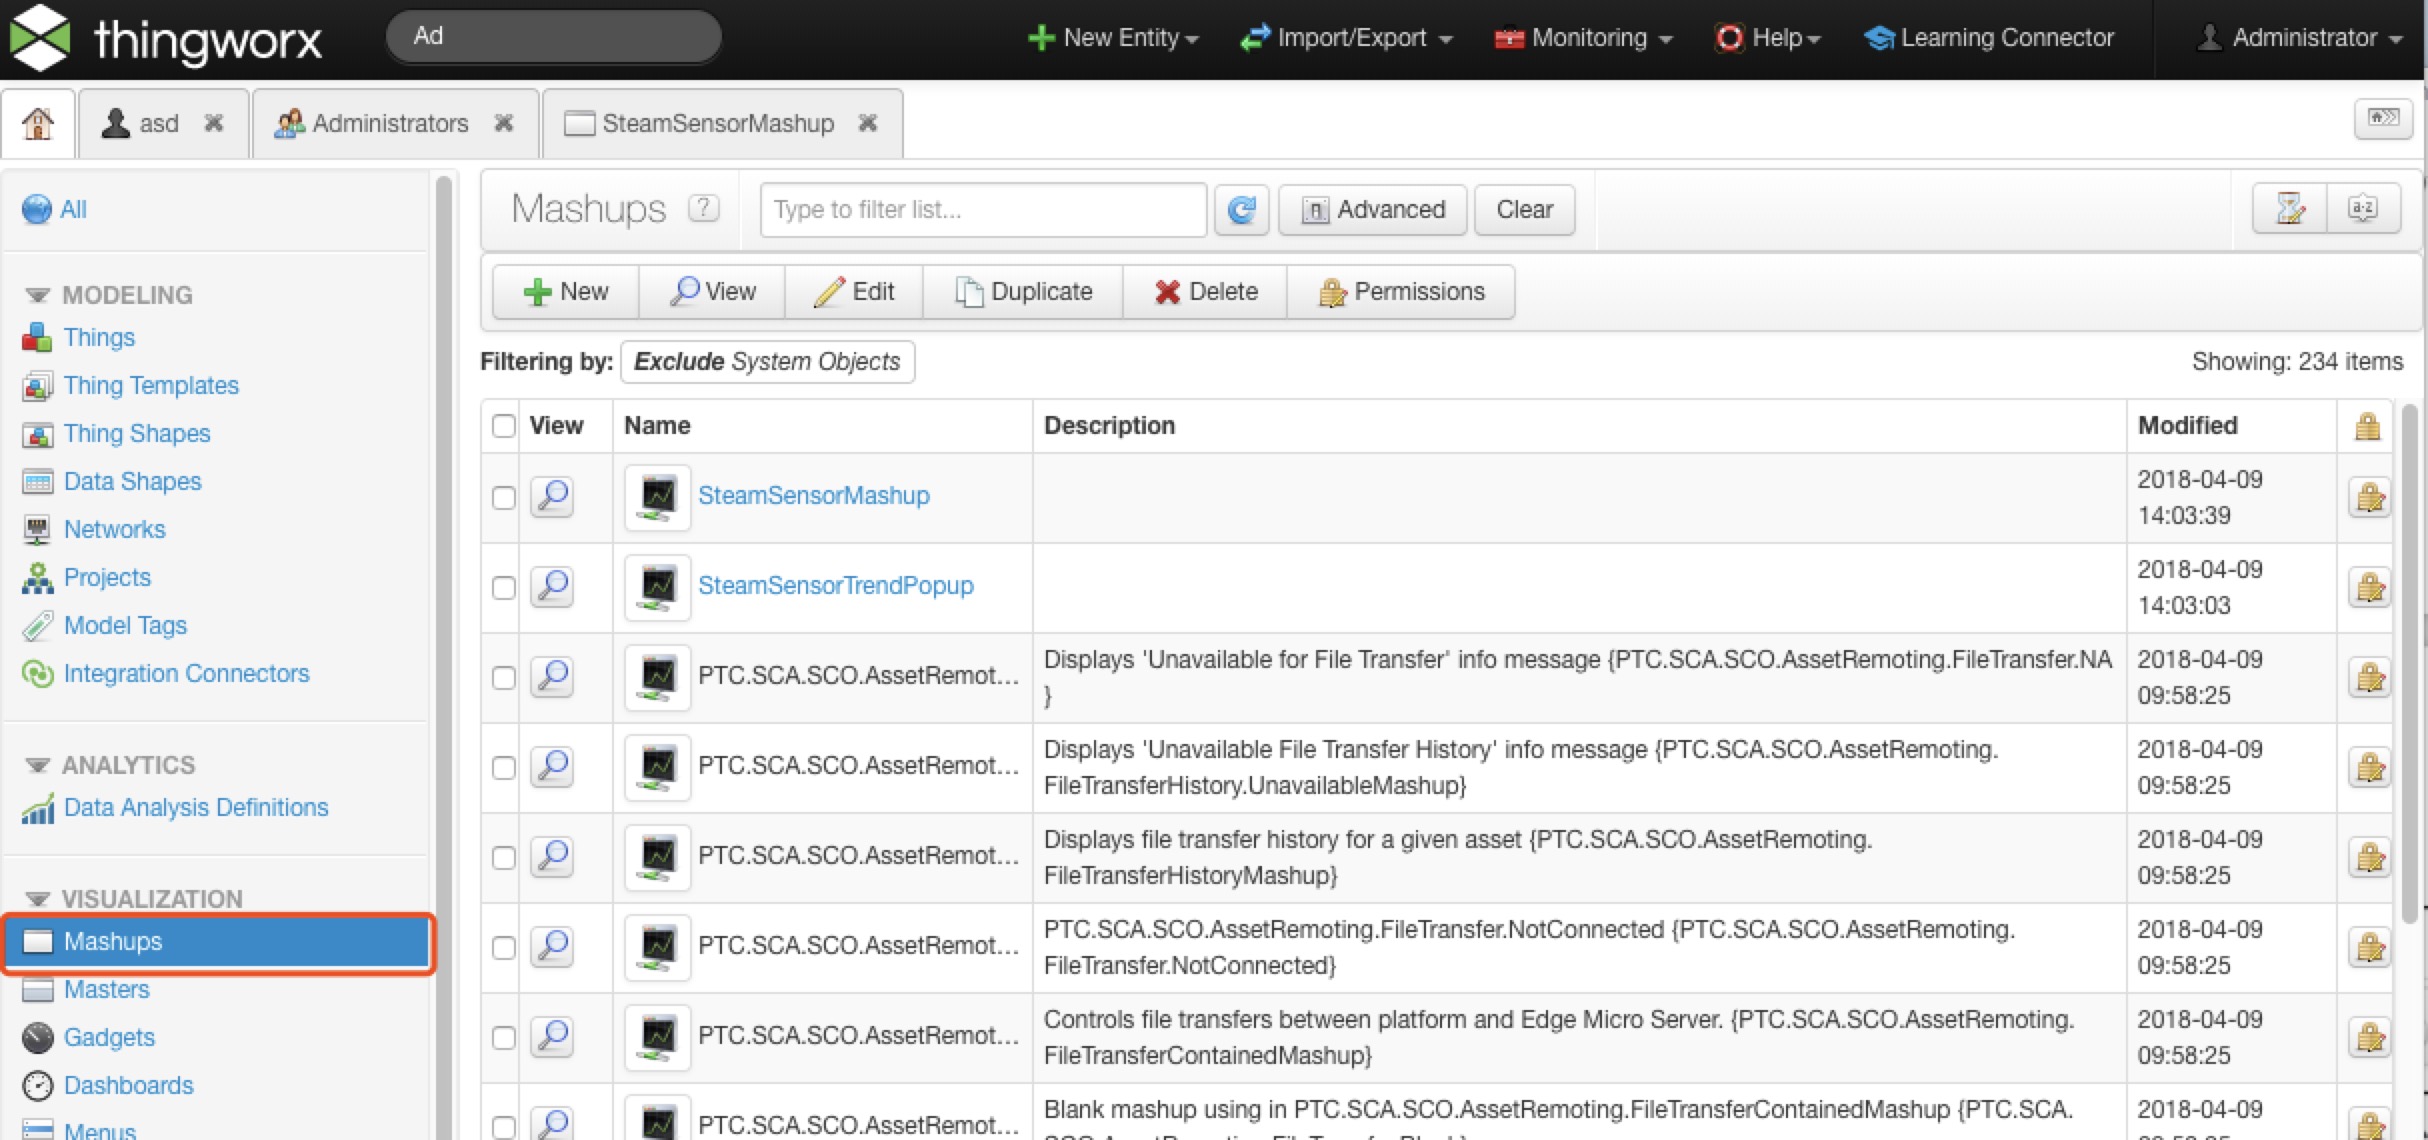 thingworx
Ad
New Entity
Import/Export
Monitoring
Help
Learning Connector
Administrator
asd
Administrators
SteamSensorMashup
All
MODELING
Things
Thing Templates
Thing Shapes
Data Shapes
Networks
Projects
Model Tags
Integration Connectors
ANALYTICS
Data Analysis Definitions
VISUALIZATION
Mashups
Masters
Gadgets
Dashboards
Menus
Mashups ?
Type to filter list...
Advanced
Clear
a-z
New
View
Edit
Duplicate
Delete
Permissions
Filtering by: Exclude System Objects
Showing: 234 items
View Name Description Modified
SteamSensorMashup 2018-04-09
14:03:39
SteamSensorTrendPopup 2018-04-09
14:03:03
PTC.SCA.SCO.AssetRemot... Displays 'Unavailable for File Transfer' info message {PTC.SCA.SCO.AssetRemoting.FileTransfer.NA 2018-04-09
} 09:58:25
PTC.SCA.SCO.AssetRemot... Displays 'Unavailable File Transfer History' info message {PTC.SCA.SCO.AssetRemoting. 2018-04-09
FileTransferHistory.UnavailableMashup} 09:58:25
PTC.SCA.SCO.AssetRemot... Displays file transfer history for a given asset {PTC.SCA.SCO.AssetRemoting. 2018-04-09
FileTransferHistoryMashup} 09:58:25
PTC.SCA.SCO.AssetRemot... PTC.SCA.SCO.AssetRemoting.FileTransfer.NotConnected {PTC.SCA.SCO.AssetRemoting. 2018-04-09
FileTransfer.NotConnected} 09:58:25
PTC.SCA.SCO.AssetRemot... Controls file transfers between platform and Edge Micro Server. {PTC.SCA.SCO.AssetRemoting. 2018-04-09
FileTransferContainedMashup} 09:58:25
PTC.SCA.SCO.AssetRemot... Blank mashup using in PTC.SCA.SCO.AssetRemoting.FileTransferContainedMashup {PTC.SCA. 2018-04-09